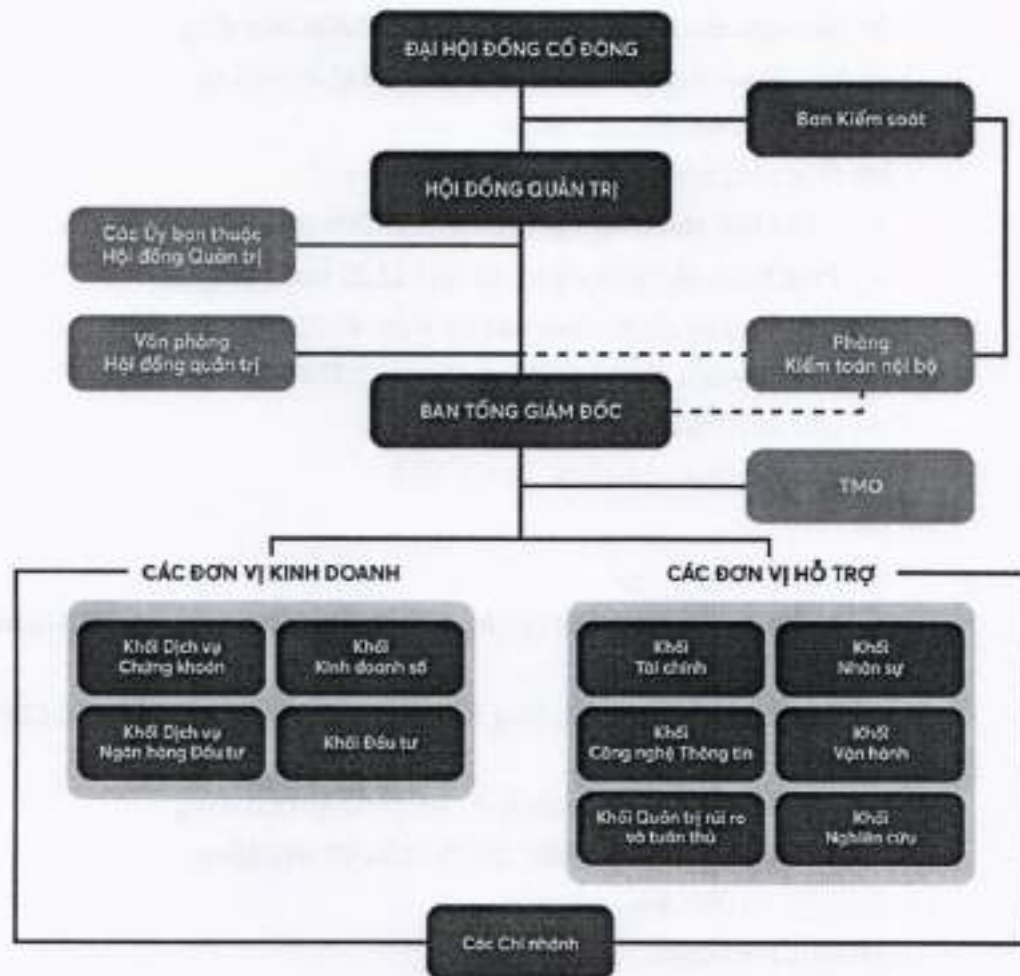 ĐẠI HỘI ĐỒNG CỔ ĐÔNG
Ban Kiểm soát
HỘI ĐỒNG QUẢN TRỊ
Các Ủy ban thuộc
Hội đồng Quản trị
Văn phòng
Hội đồng quản trị
Phòng
Kiểm toán nội bộ
BAN TỔNG GIÁM ĐỐC
TMO
CÁC ĐƠN VỊ KINH DOANH
CÁC ĐƠN VỊ HỖ TRỢ
Khối Dịch vụ
Chứng khoán
Khối
Kinh doanh số
Khối
Tài chính
Khối
Nhân sự
Khối Dịch vụ
Ngân hàng Đầu tư
Khối Đầu tư
Khối
Công nghệ Thông tin
Khối
Vận hành
Khối Quản trị rủi ro
và tuân thủ
Khối
Nghiên cứu
Các Chi nhánh